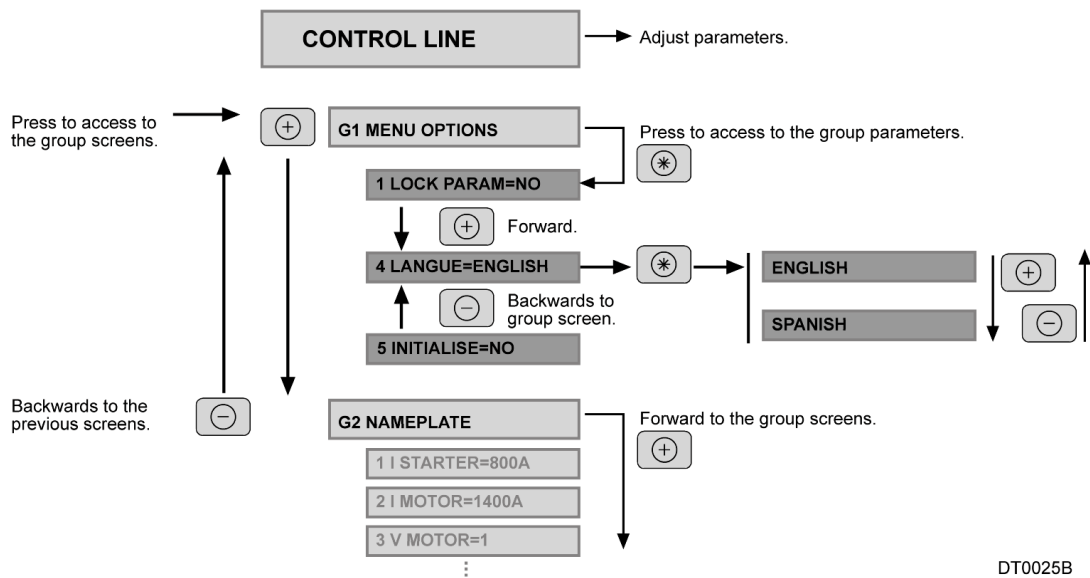 CONTROL LINE
Adjust parameters.
Press to access to
the group screens.
G1 MENU OPTIONS
Press to access to the group parameters.
1 LOCK PARAM=NO
Forward.
4 LANGUE=ENGLISH
ENGLISH
Backwards to
group screen.
SPANISH
5 INITIALISE=NO
Backwards to the
previous screens.
G2 NAMEPLATE
Forward to the group screens.
1 I STARTER=800A
2 I MOTOR=1400A
3 V MOTOR=1
DT0025B